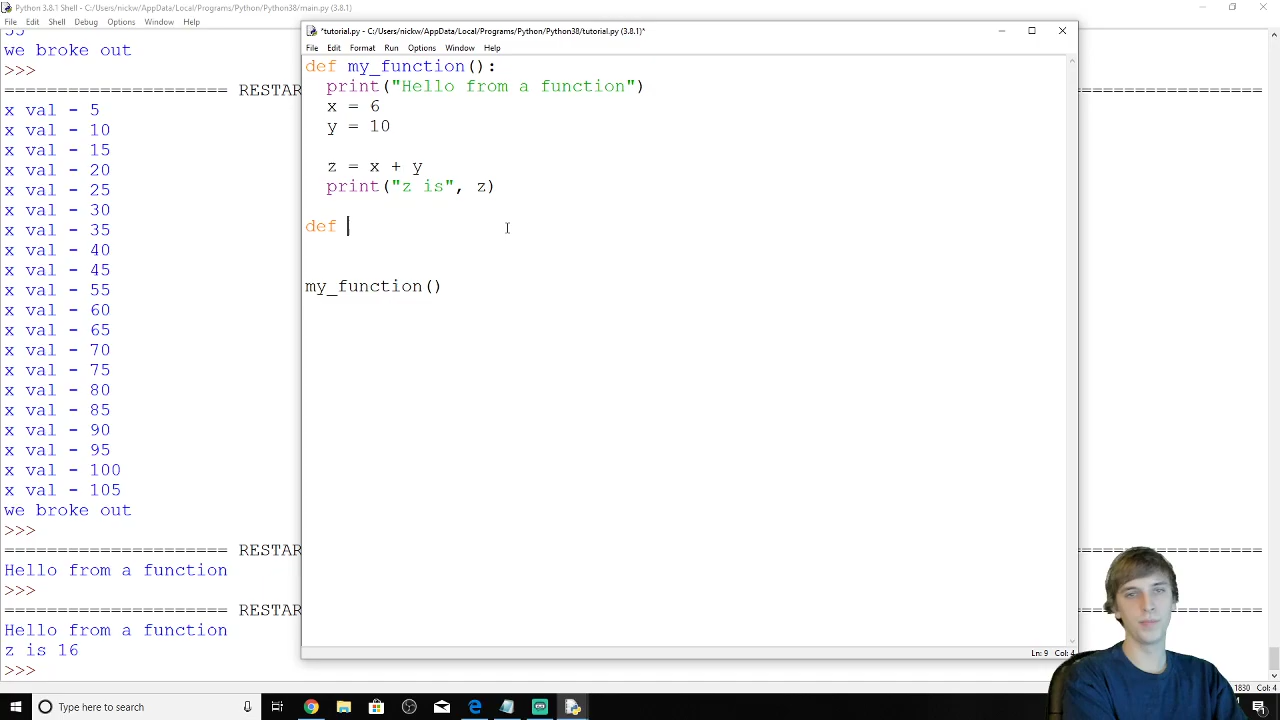 Python 3.8.1 Shell - C:/Users/nickw/AppData/Local/Programs/Python/Python38/main.py (3.8.1)
File Edit Shell Debug Options Window Help
we broke out
>>>
==================== RESTAR
x val - 5
x val - 10
x val - 15
x val - 20
x val - 25
x val - 30
x val - 35
x val - 40
x val - 45
x val - 55
x val - 60
x val - 65
x val - 70
x val - 75
x val - 80
x val - 85
x val - 90
x val - 95
x val - 100
x val - 105
we broke out
>>>
==================== RESTAR
Hello from a function
>>>
==================== RESTAR
Hello from a function
z is 16
>>>
*tutorial.py - C:/Users/nickw/AppData/Local/Programs/Python/Python38/tutorial.py (3.8.1)*
File Edit Format Run Options Window Help
def my_function():
print("Hello from a function")
x = 6
y = 10
z = x + y
print("z is", z)
def
my_function()
Ln: 9 Col: 4
1830 Col: 4
Type here to search